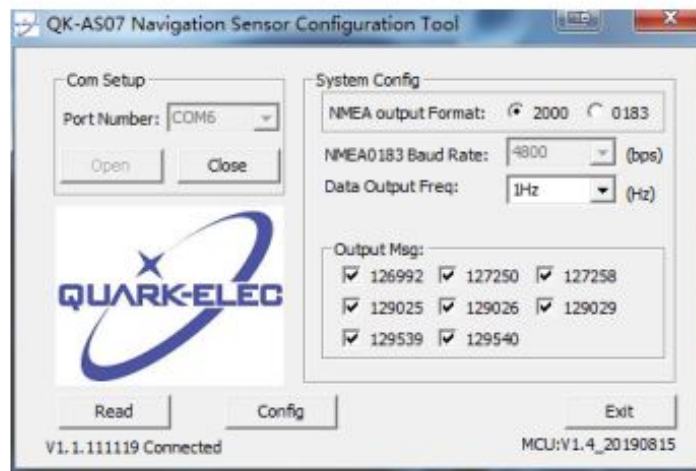 QK-AS07 Navigation Sensor Configuration Tool
Com Setup
Port Number: COM6
Open Close
System Config
NMEA output Format: 2000 0183
NMEA0183 Baud Rate: 4800 (bps)
Data Output Freq: 1Hz (Hz)
Output Msg:
126992 127250 127258
129025 129026 129029
129539 129540
QUARK-ELEC
Read Config Exit
V1.1.111119 Connected MCU:V1.4_20190815